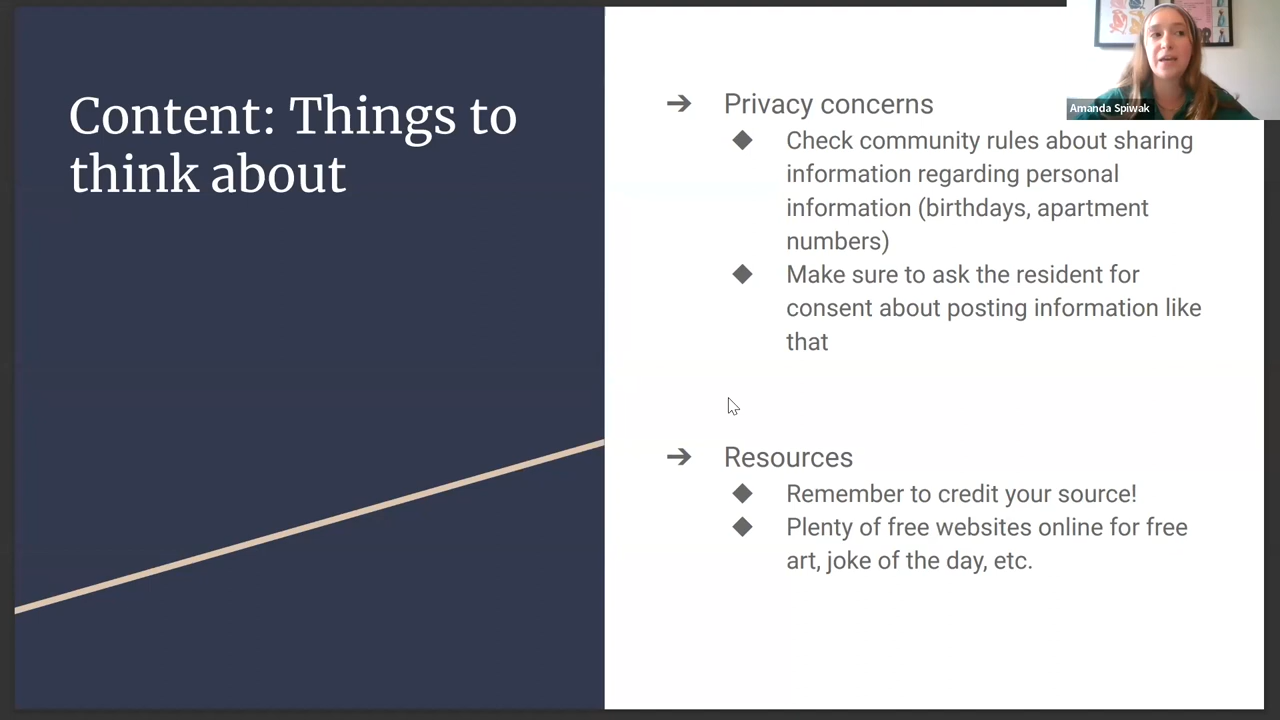 Content: Things to
think about
Amanda Spiwak
➔ Privacy concerns
◆ Check community rules about sharing
information regarding personal
information (birthdays, apartment
numbers)
◆ Make sure to ask the resident for
consent about posting information like
that
➔ Resources
◆ Remember to credit your source!
◆ Plenty of free websites online for free
art, joke of the day, etc.